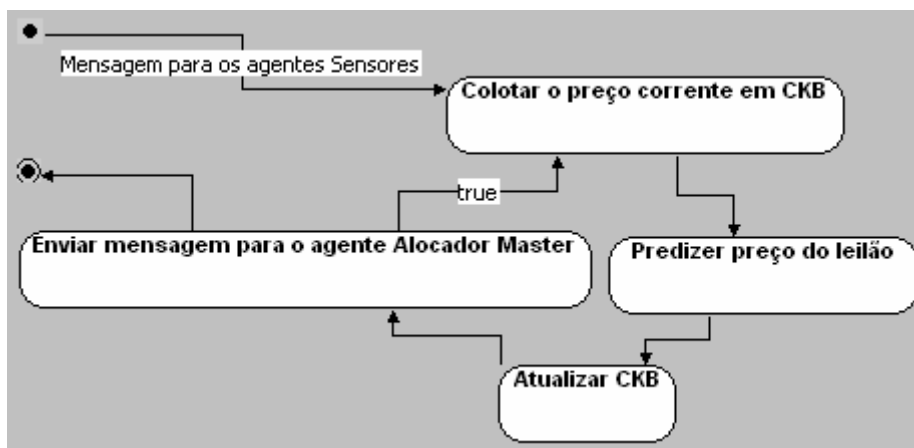 Mensagem para os agentes Sensores
Colotar o preço corrente em CKB
true
Enviar mensagem para o agente Alocador Master
Predizer preço do leilão
Atualizar CKB